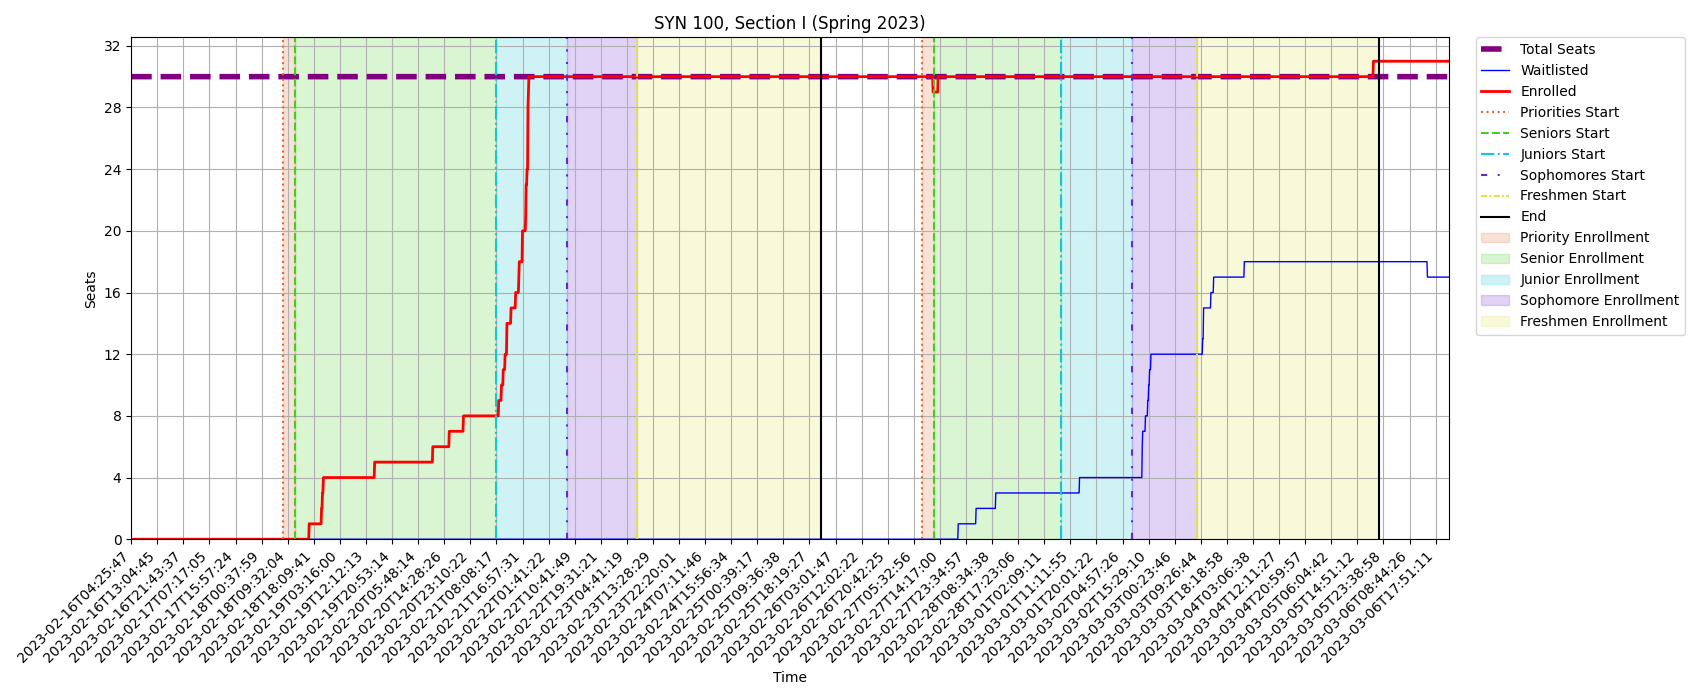 SYN 100, Section I (Spring 2023)
Seats
32
28
24
20
16
12
8
4
0
2023-02-16T04:25:47
2023-02-16T13:04:45
2023-02-16T21:43:37
2023-02-17T07:17:05
2023-02-17T15:57:24
2023-02-18T00:37:59
2023-02-18T09:32:04
2023-02-18T18:09:41
2023-02-19T03:16:00
2023-02-19T12:12:13
2023-02-19T20:53:14
2023-02-20T05:48:14
2023-02-20T14:28:26
2023-02-20T23:10:22
2023-02-21T08:08:17
2023-02-21T16:57:31
2023-02-22T01:41:22
2023-02-22T10:41:49
2023-02-22T19:31:21
2023-02-23T04:41:19
2023-02-23T13:28:29
2023-02-23T22:20:01
2023-02-24T07:11:46
2023-02-24T15:56:34
2023-02-25T00:39:17
2023-02-25T09:36:38
2023-02-25T18:19:27
2023-02-26T03:01:47
2023-02-26T12:02:22
2023-02-26T20:42:25
2023-02-27T05:32:56
2023-02-27T14:17:00
2023-02-27T23:34:57
2023-02-28T08:34:38
2023-02-28T17:23:06
2023-03-01T02:09:11
2023-03-01T11:11:55
2023-03-01T20:01:22
2023-03-02T04:57:26
2023-03-02T15:29:10
2023-03-03T00:23:46
2023-03-03T09:26:44
2023-03-03T18:18:58
2023-03-04T03:06:38
2023-03-04T12:11:27
2023-03-04T20:59:57
2023-03-05T06:04:42
2023-03-05T14:51:12
2023-03-05T23:38:58
2023-03-06T08:44:26
2023-03-06T17:51:11
Time
Total Seats
Waitlisted
Enrolled
Priorities Start
Seniors Start
Juniors Start
Sophomores Start
Freshmen Start
End
Priority Enrollment
Senior Enrollment
Junior Enrollment
Sophomore Enrollment
Freshmen Enrollment